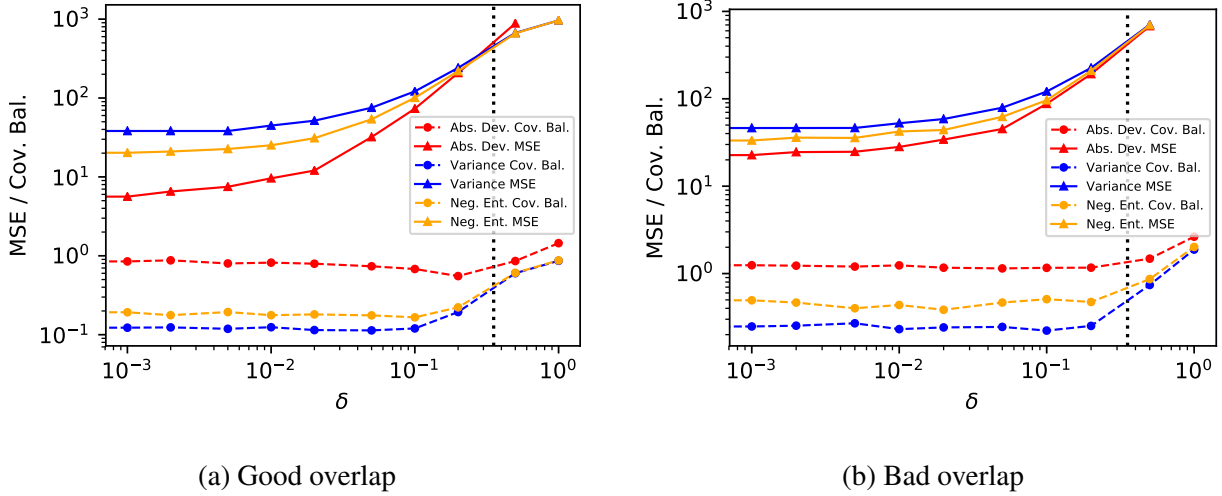 MSE / Cov. Bal.
10^3
10^2
10^1
10^0
10^-1
Abs. Dev. Cov. Bal.
Abs. Dev. MSE
Variance Cov. Bal.
Variance MSE
Neg. Ent. Cov. Bal.
Neg. Ent. MSE
10^-3 10^-2 10^-1 10^0
δ
(a) Good overlap
MSE / Cov. Bal.
10^3
10^2
10^1
10^0
Abs. Dev. Cov. Bal.
Abs. Dev. MSE
Variance Cov. Bal.
Variance MSE
Neg. Ent. Cov. Bal.
Neg. Ent. MSE
10^-3 10^-2 10^-1 10^0
δ
(b) Bad overlap